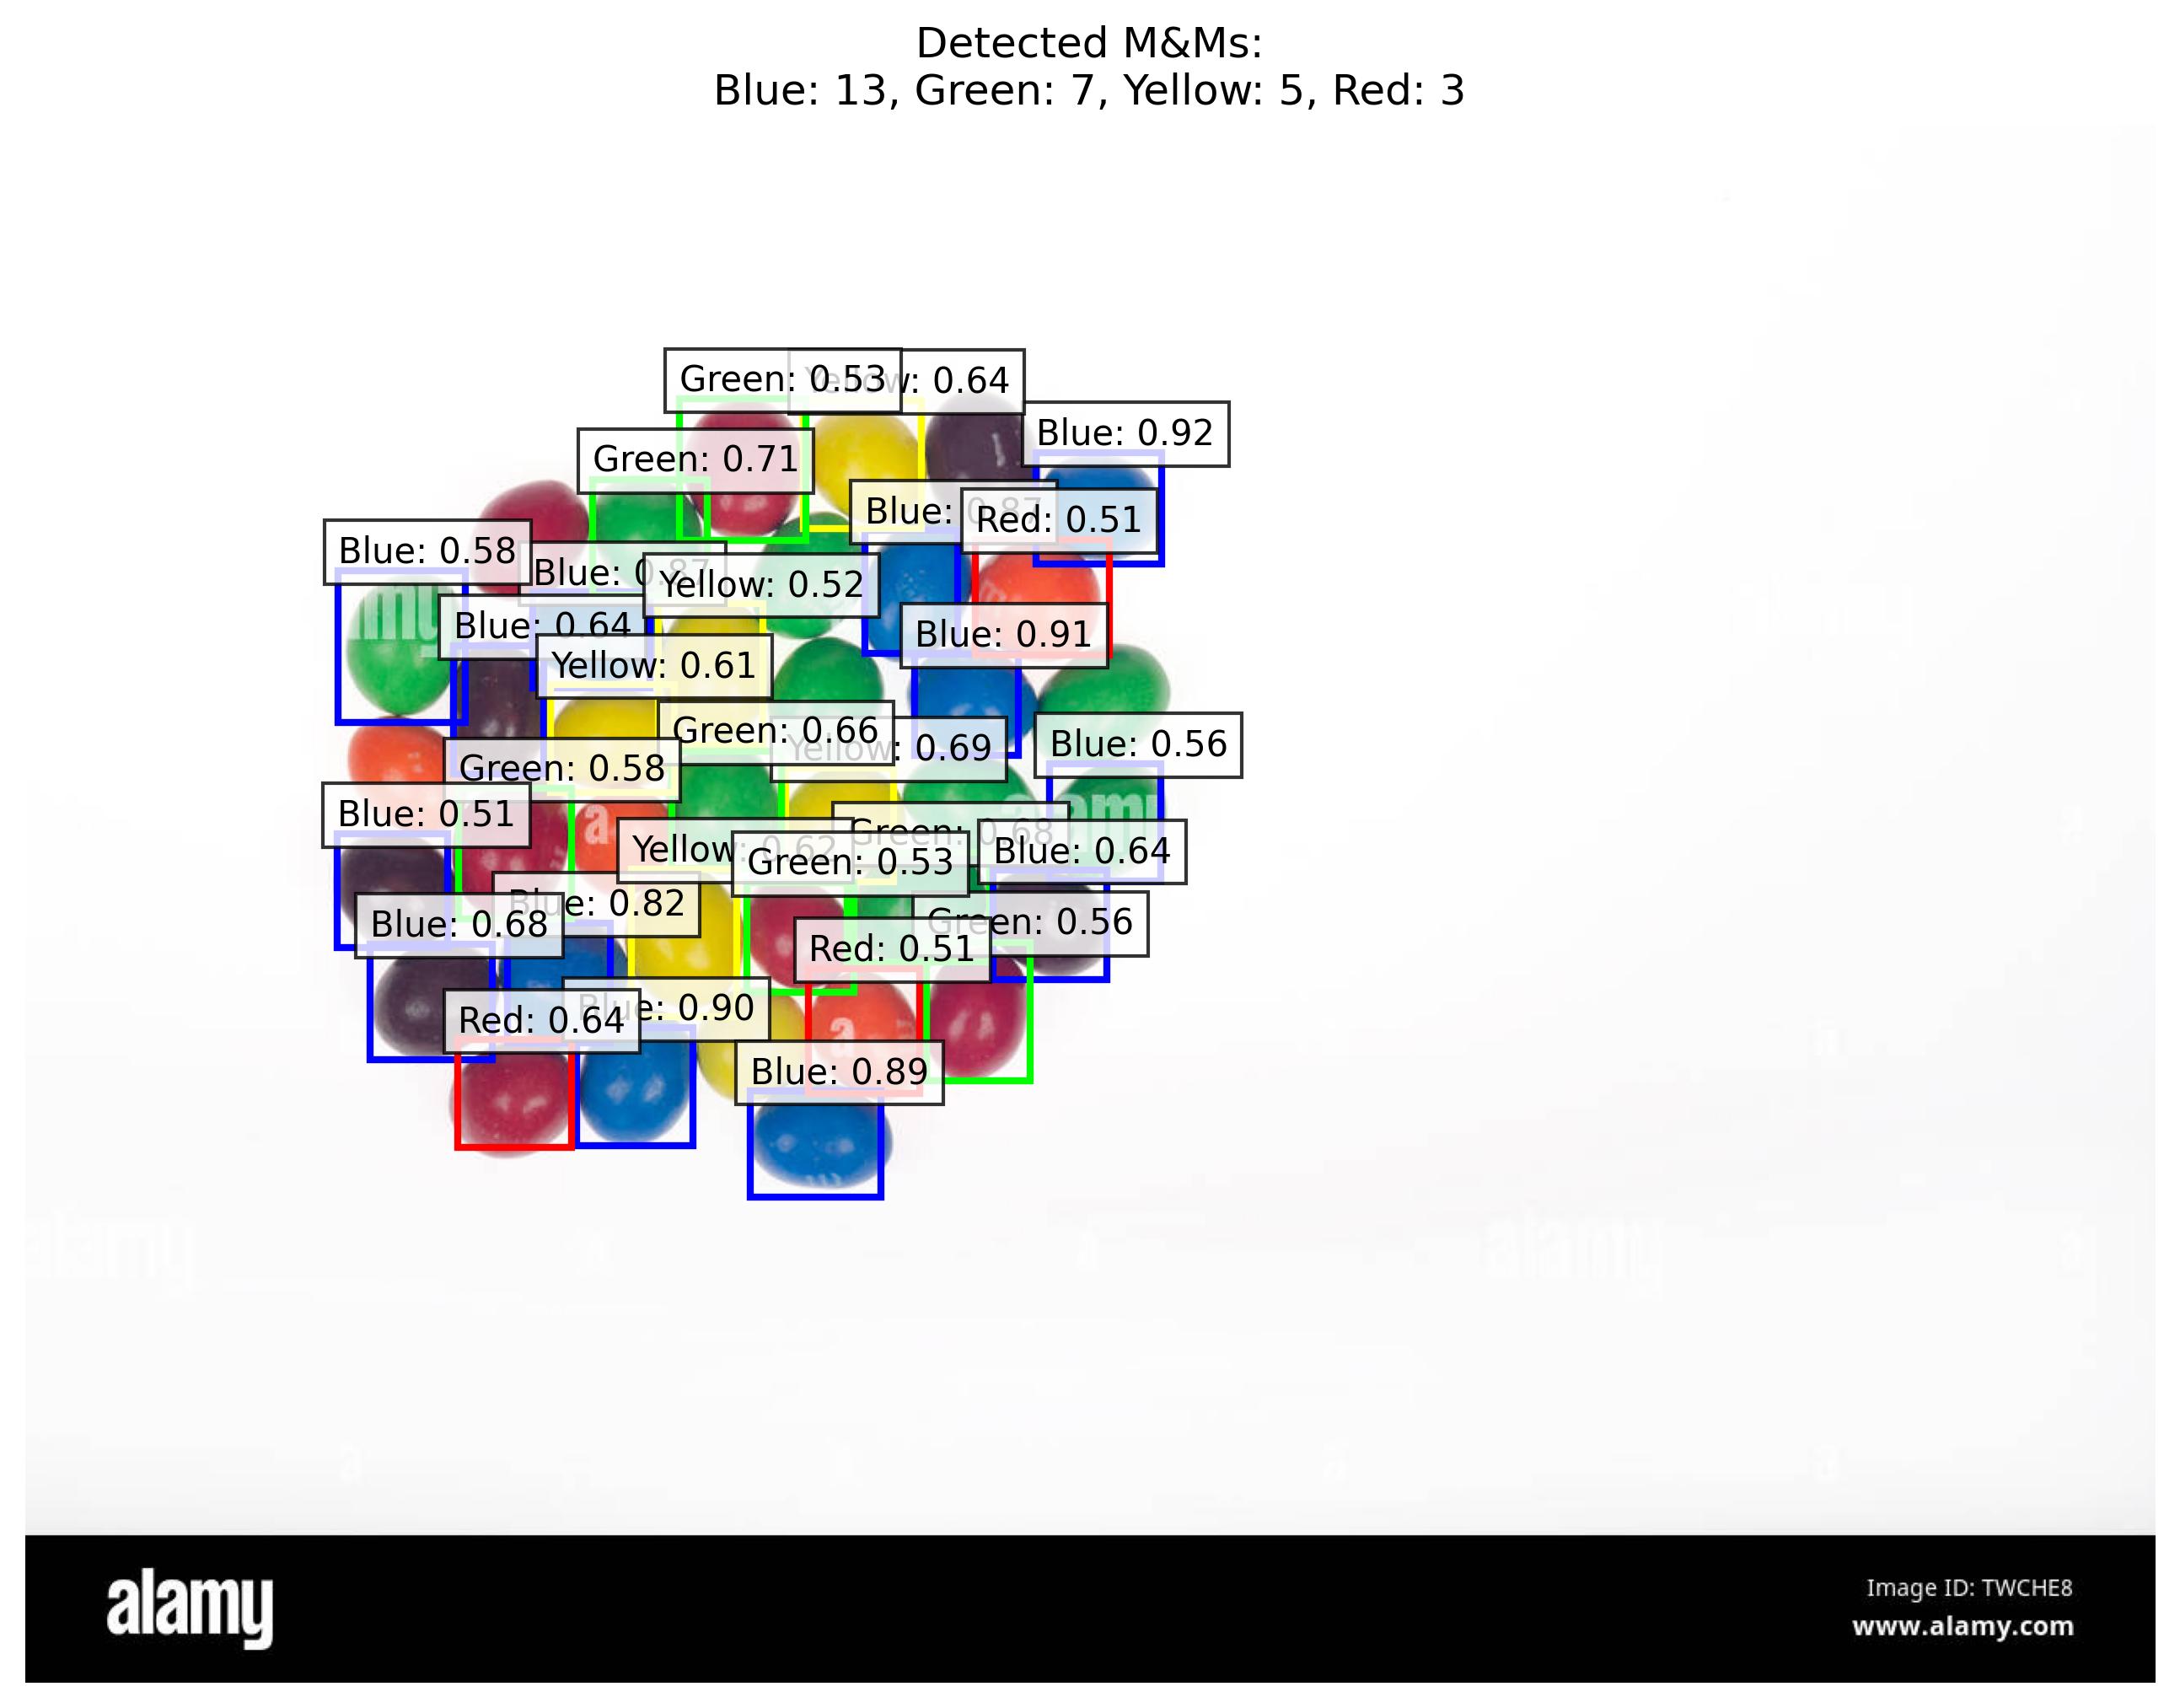 Detected M&Ms:
Blue: 13, Green: 7, Yellow: 5, Red: 3
Green: 0.53
Yellow: 0.64
Blue: 0.92
Green: 0.71
Blue: 0.87
Red: 0.51
Blue: 0.58
Blue: 0.87
Yellow: 0.52
Blue: 0.64
Blue: 0.91
Yellow: 0.61
Green: 0.66
Yellow: 0.69
Blue: 0.56
Green: 0.58
Blue: 0.51
Green: 0.68
Yellow: 0.62
Green: 0.53
Blue: 0.64
Blue: 0.82
Blue: 0.68
Green: 0.56
Red: 0.51
Blue: 0.90
Red: 0.64
Blue: 0.89
my
a
alamy
a
a
alamy
a
a
alamy
a
a
a
a
a
alamy
Image ID: TWCHE8
www.alamy.com